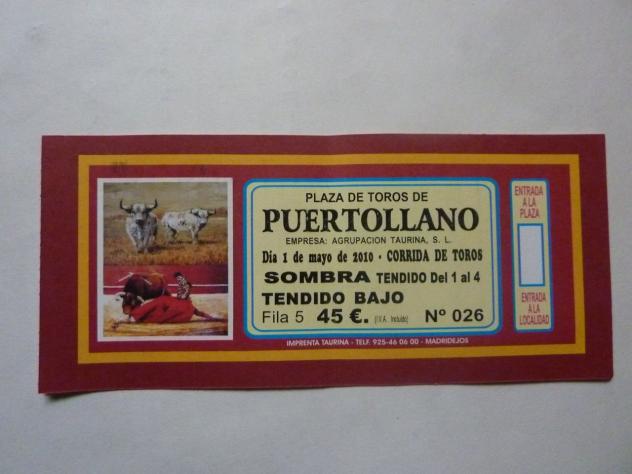 PLAZA DE TOROS DE
PUERTOLLANO
EMPRESA: AGRUPACION TAURINA, S. L.
Dia 1 de mayo de 2010 - CORRIDA DE TOROS
SOMBRA TENDIDO Del 1 al 4
TENDIDO BAJO
Fila 5 45 €. (I.V.A. Incluido) Nº 026
IMPRENTA TAURINA - TELF. 925-46 06 00 - MADRIDEJOS
ENTRADA
A LA
PLAZA
ENTRADA
A LA
LOCALIDAD